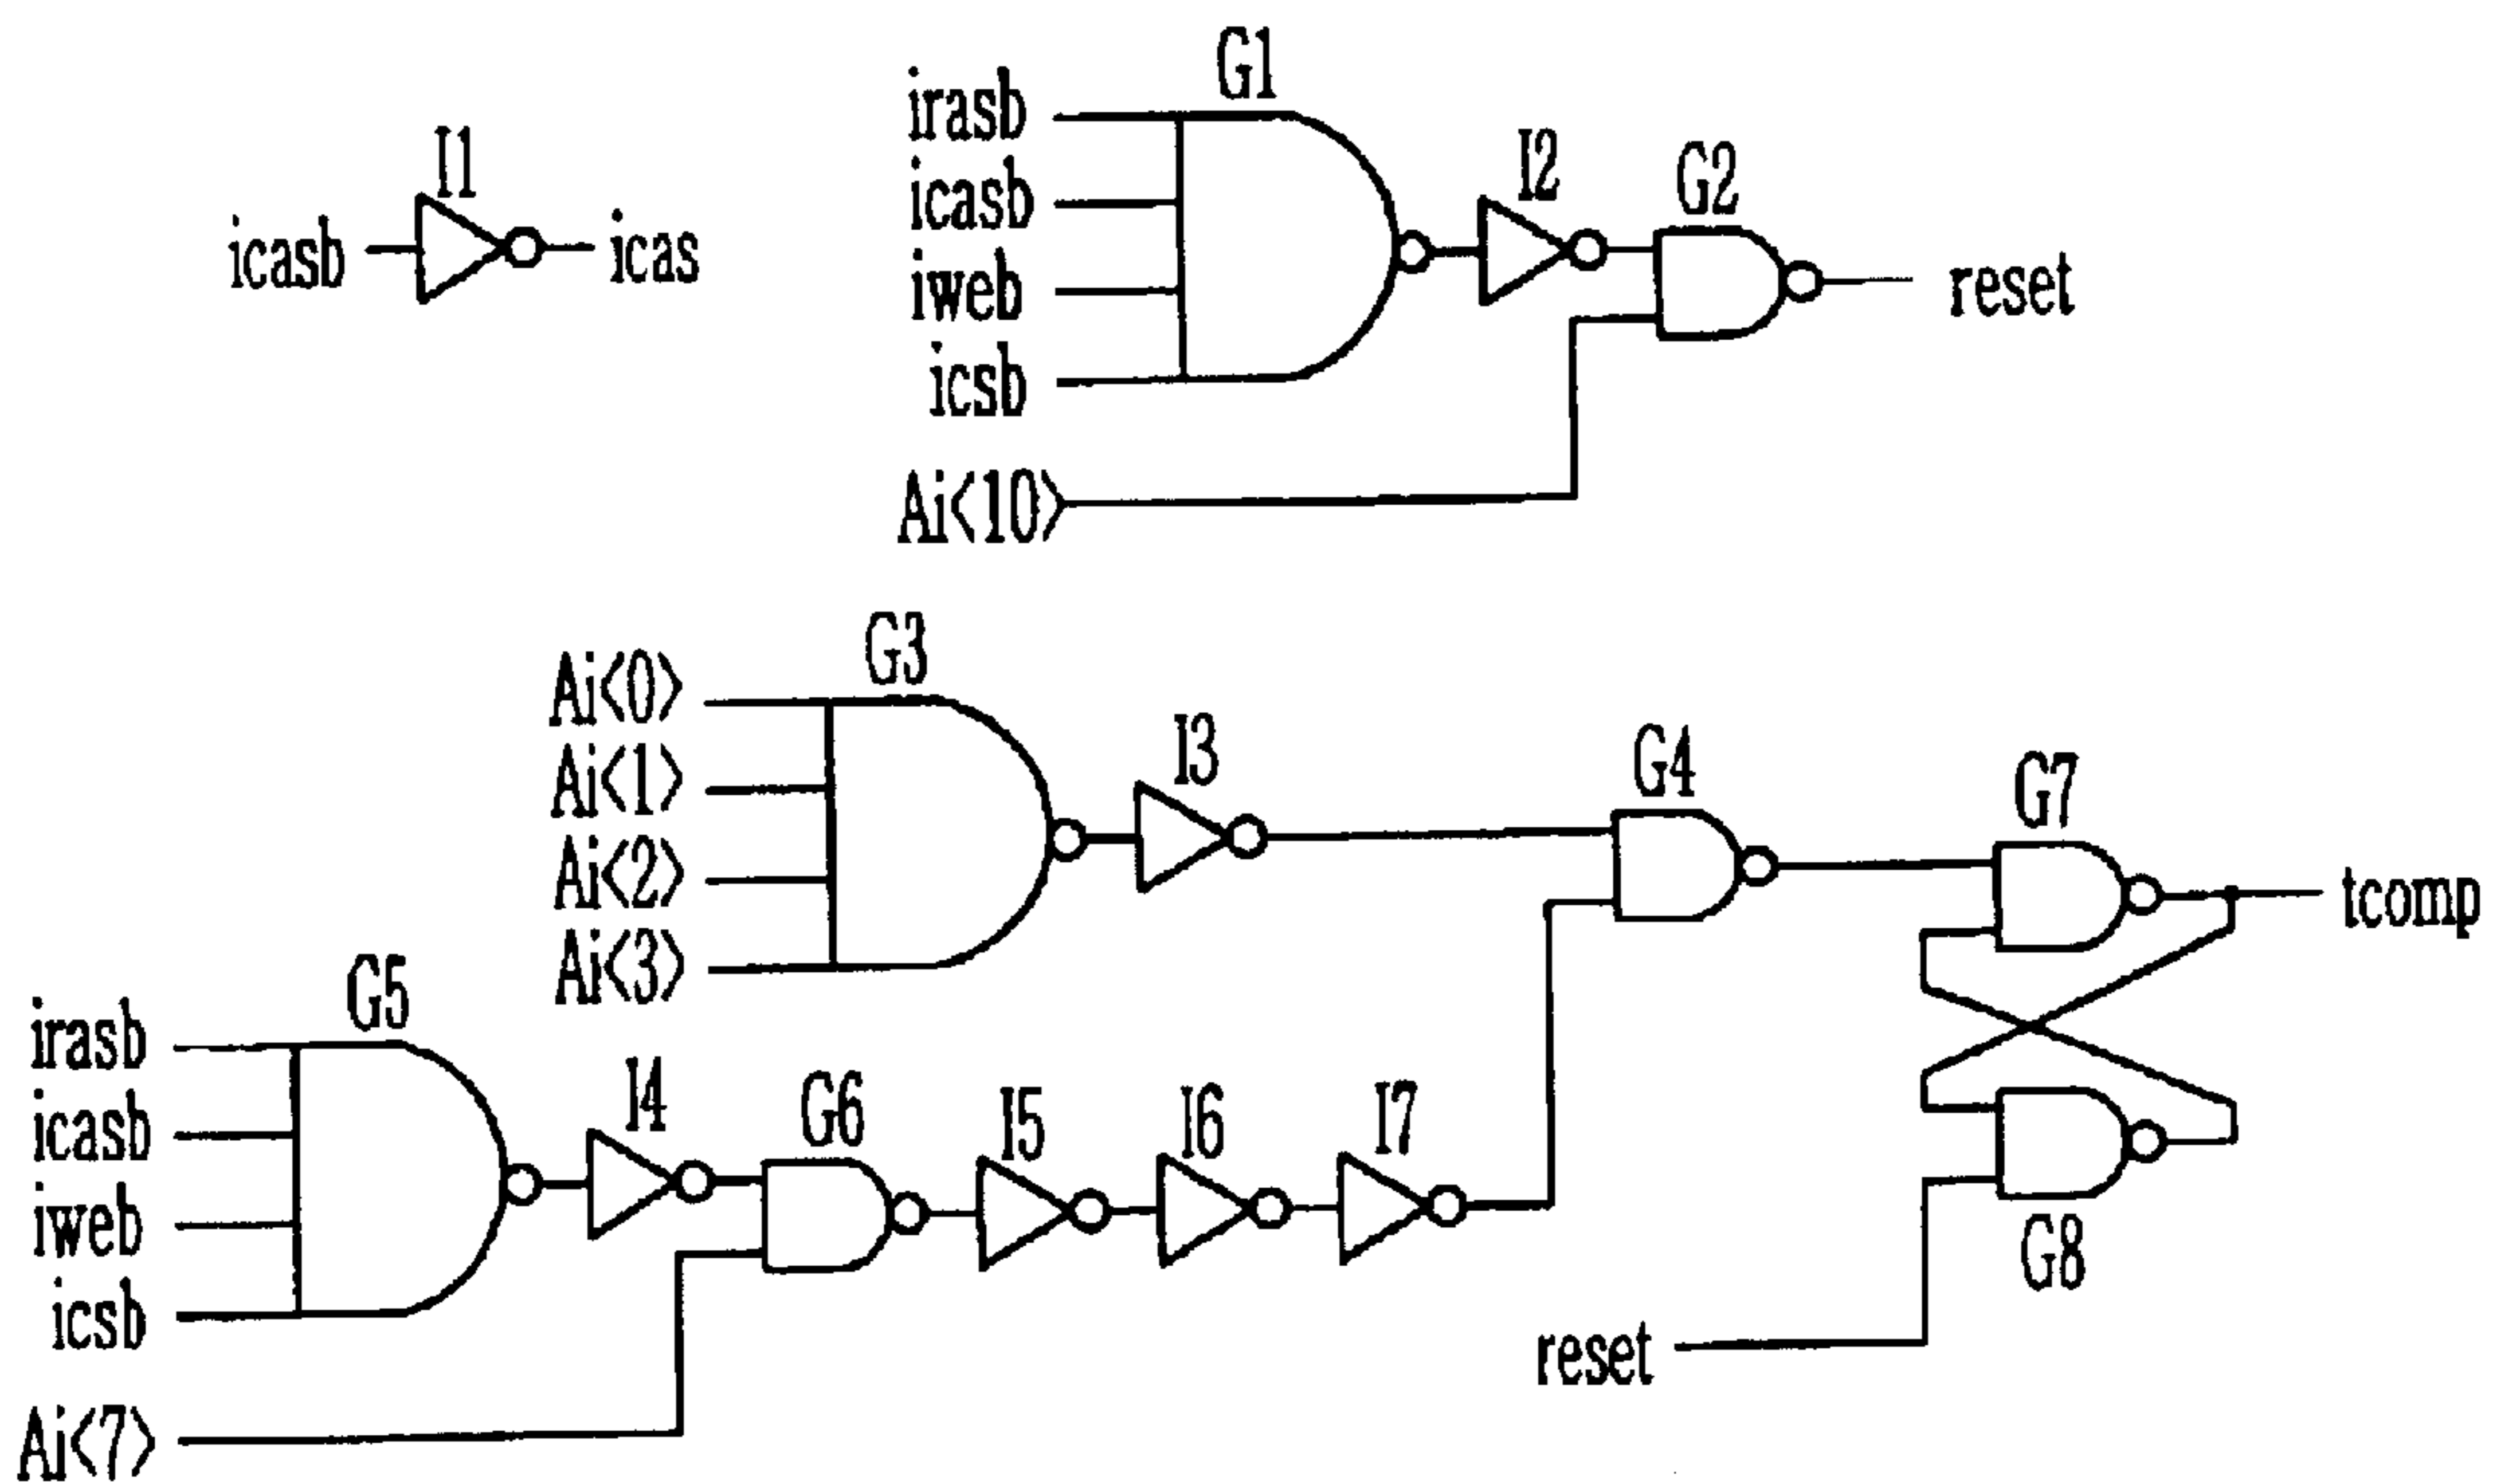 G1
irasb
I1
I2
G2
icasb
icasb
icas
iweb
reset
icsb
Ai<10>
G3
Ai<0>
I3
G4
Ai<1>
G7
Ai<2>
tcomp
Ai<3>
G5
irasb
I4
G6
I5
I6
I7
icasb
iweb
G8
icsb
reset
Ai<7>